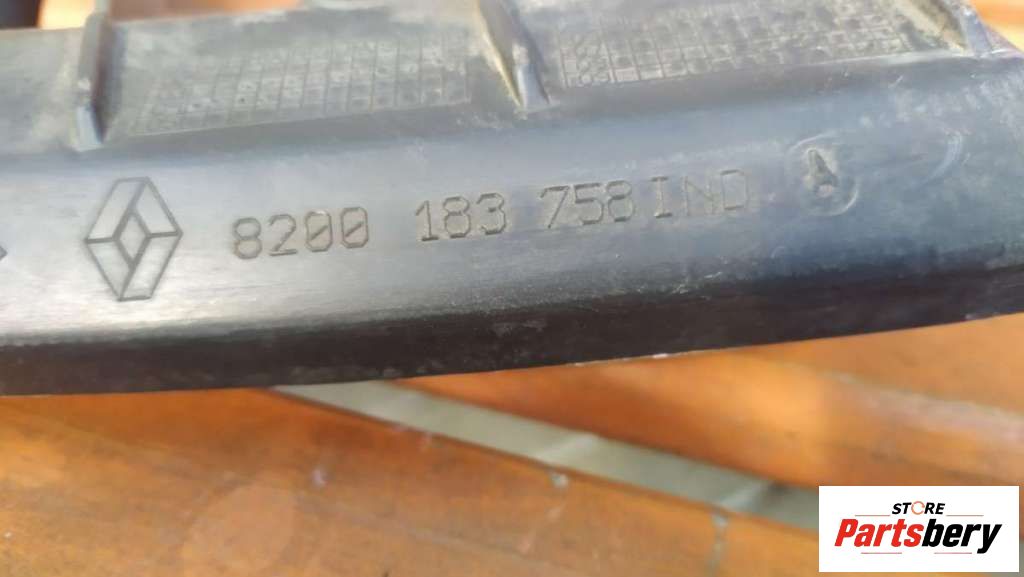 8200 183 758 IND A
STORE
Partsbery